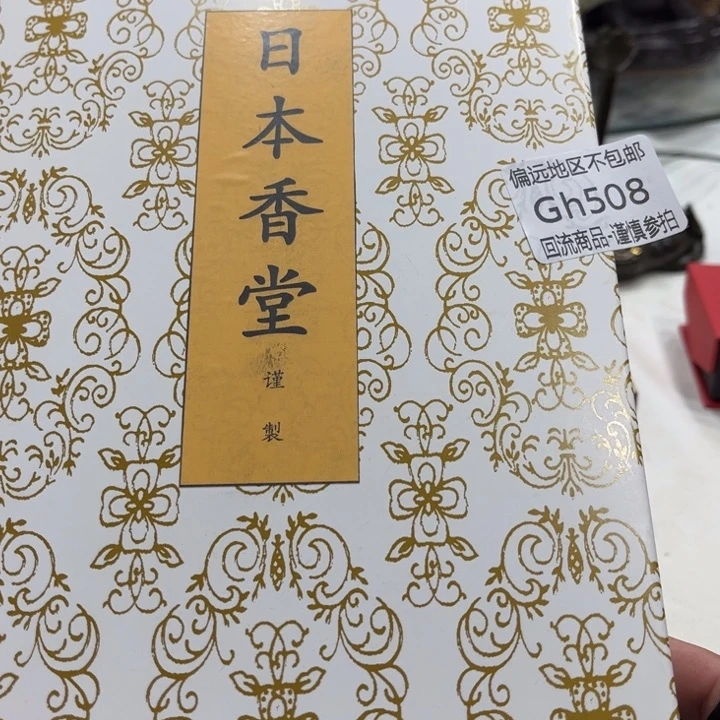 日本香堂
谨製
偏远地区不包邮
Gh508
回流商品-谨慎参拍